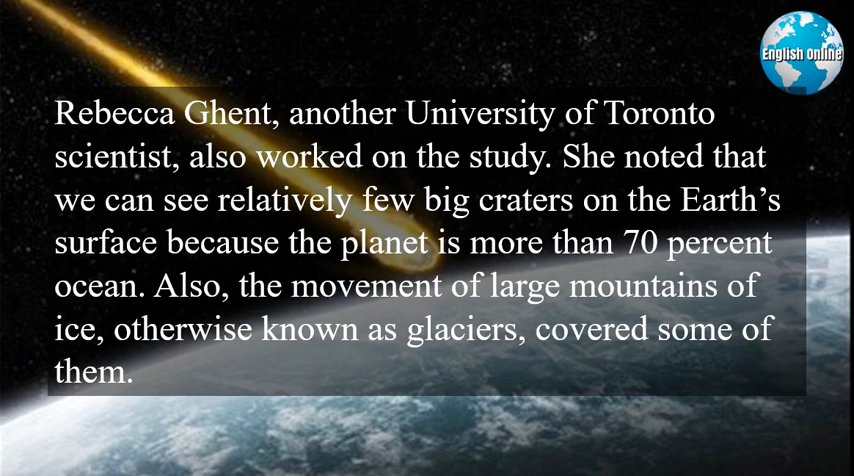 English Online
Rebecca Ghent, another University of Toronto
scientist, also worked on the study. She noted that
we can see relatively few big craters on the Earth’s
surface because the planet is more than 70 percent
ocean. Also, the movement of large mountains of
ice, otherwise known as glaciers, covered some of
them.